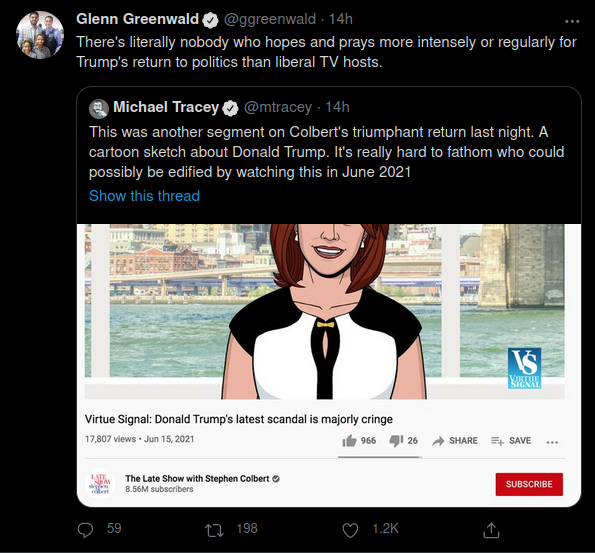 Glenn Greenwald @ggreenwald · 14h
There's literally nobody who hopes and prays more intensely or regularly for
Trump's return to politics than liberal TV hosts.
Michael Tracey @mtracey · 14h
This was another segment on Colbert's triumphant return last night. A
cartoon sketch about Donald Trump. It's really hard to fathom who could
possibly be edified by watching this in June 2021
Show this thread
VS
VIRTUE
SIGNAL
Virtue Signal: Donald Trump's latest scandal is majorly cringe
17,807 views • Jun 15, 2021
966 26 SHARE SAVE
LATE
SHOW
stephen
colbert
The Late Show with Stephen Colbert
8.56M subscribers
SUBSCRIBE
59 198 1.2K